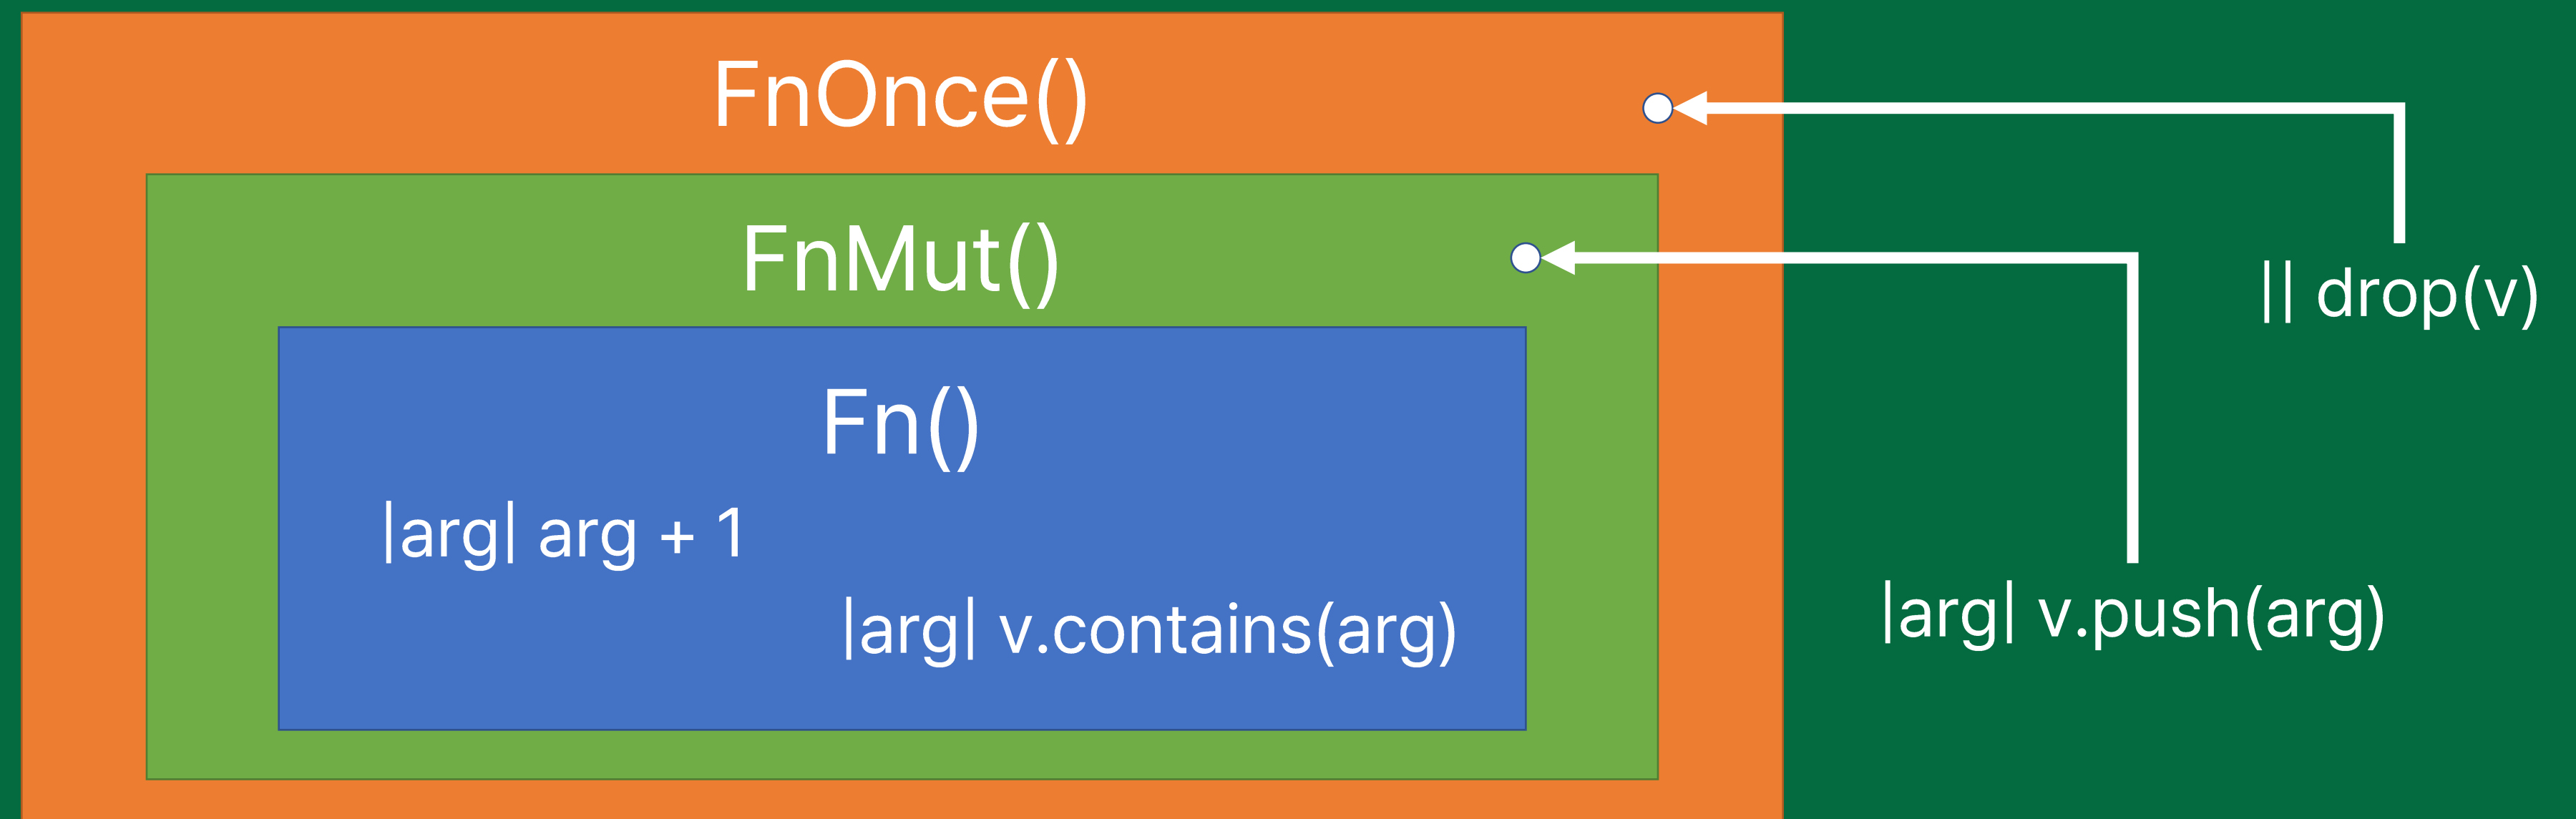 FnOnce()
FnMut()
|| drop(v)
Fn()
|arg| arg + 1
|arg| v.contains(arg)
|arg| v.push(arg)